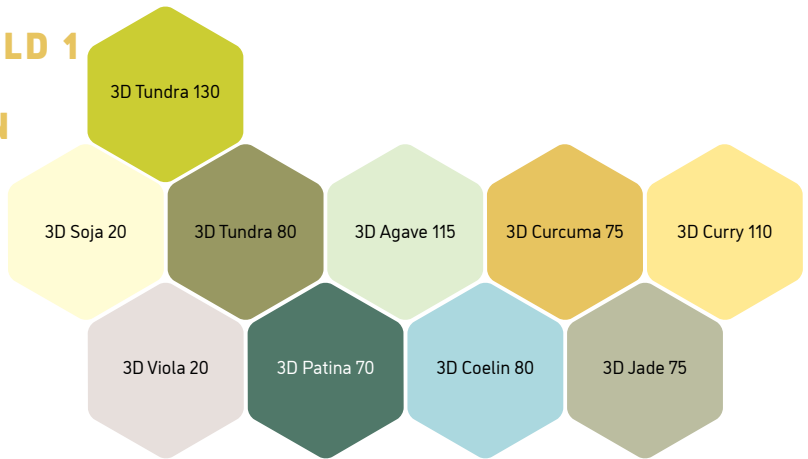 LD 1
3D Tundra 130
N
3D Soja 20
3D Tundra 80
3D Agave 115
3D Curcuma 75
3D Curry 110
3D Viola 20
3D Patina 70
3D Coelin 80
3D Jade 75